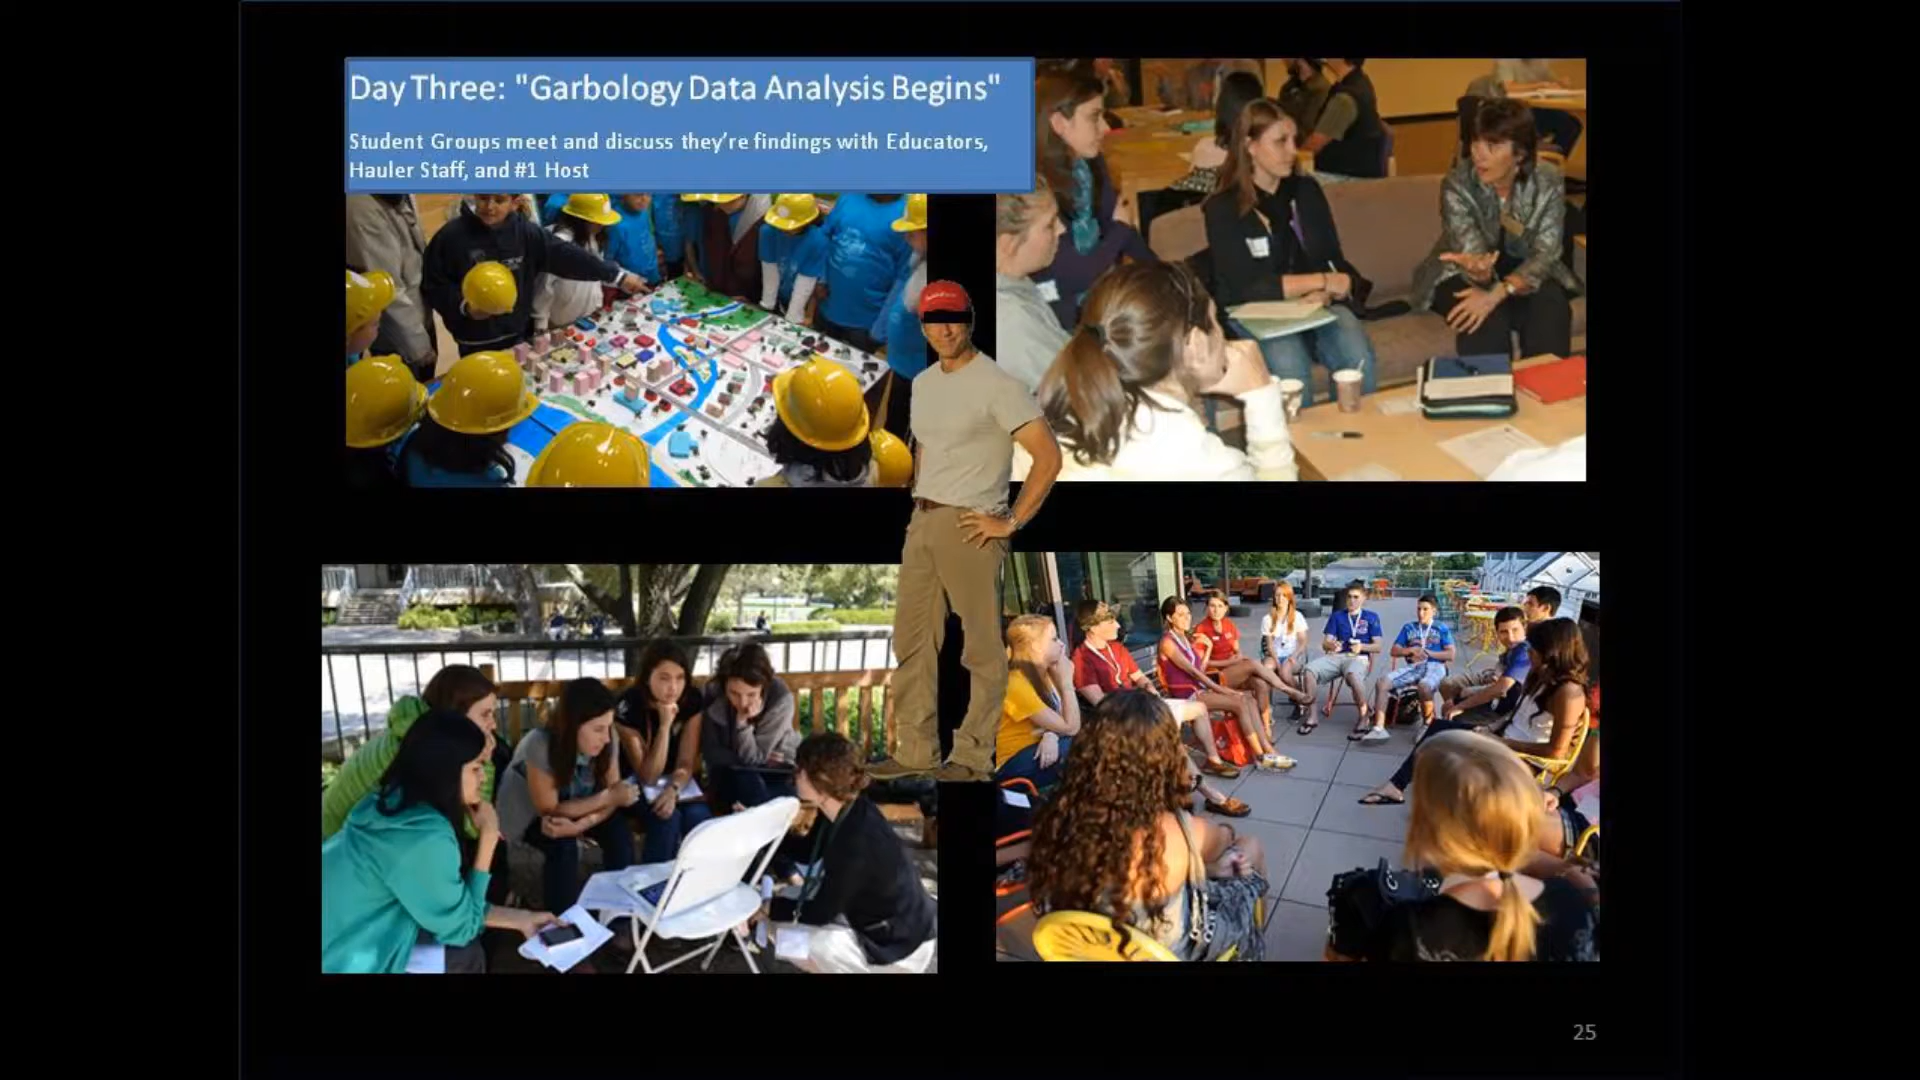 Day Three: "Garbology Data Analysis Begins"
Student Groups meet and discuss they’re findings with Educators,
Hauler Staff, and #1 Host
25